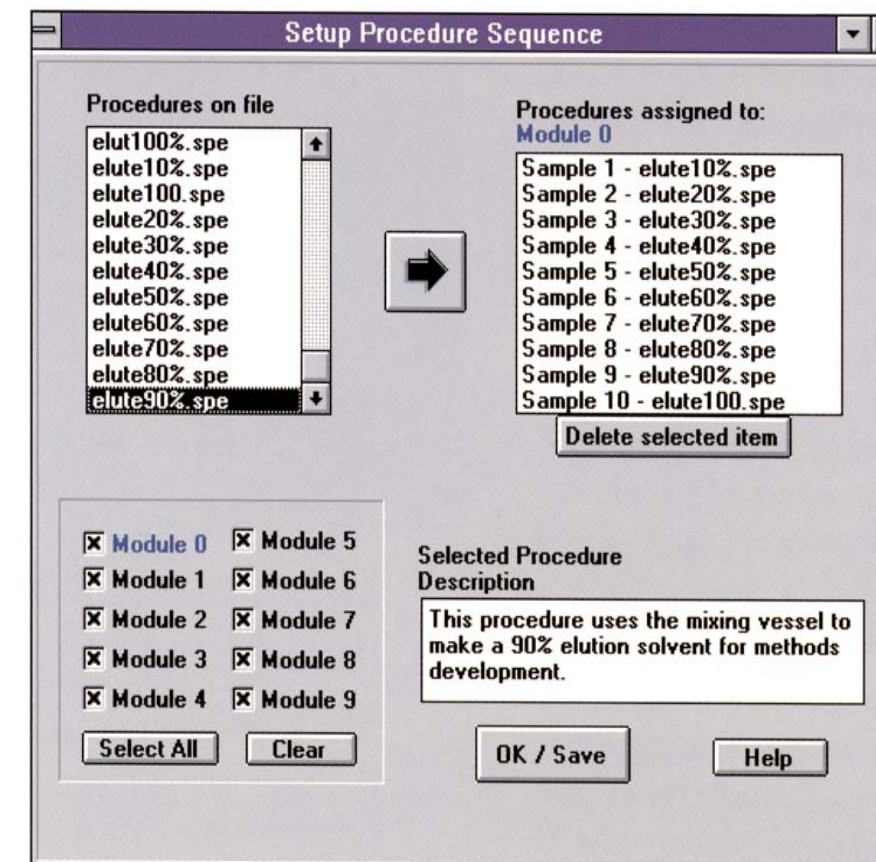 Setup Procedure Sequence
Procedures on file
elut100%.spe
elute10%.spe
elute100.spe
elute20%.spe
elute30%.spe
elute40%.spe
elute50%.spe
elute60%.spe
elute70%.spe
elute80%.spe
elute90%.spe
Procedures assigned to:
Module 0
Sample 1 - elute10%.spe
Sample 2 - elute20%.spe
Sample 3 - elute30%.spe
Sample 4 - elute40%.spe
Sample 5 - elute50%.spe
Sample 6 - elute60%.spe
Sample 7 - elute70%.spe
Sample 8 - elute80%.spe
Sample 9 - elute90%.spe
Sample 10 - elute100.spe
Delete selected item
Module 0
Module 1
Module 2
Module 3
Module 4
Module 5
Module 6
Module 7
Module 8
Module 9
Select All
Clear
Selected Procedure
Description
This procedure uses the mixing vessel to
make a 90% elution solvent for methods
development.
OK / Save
Help